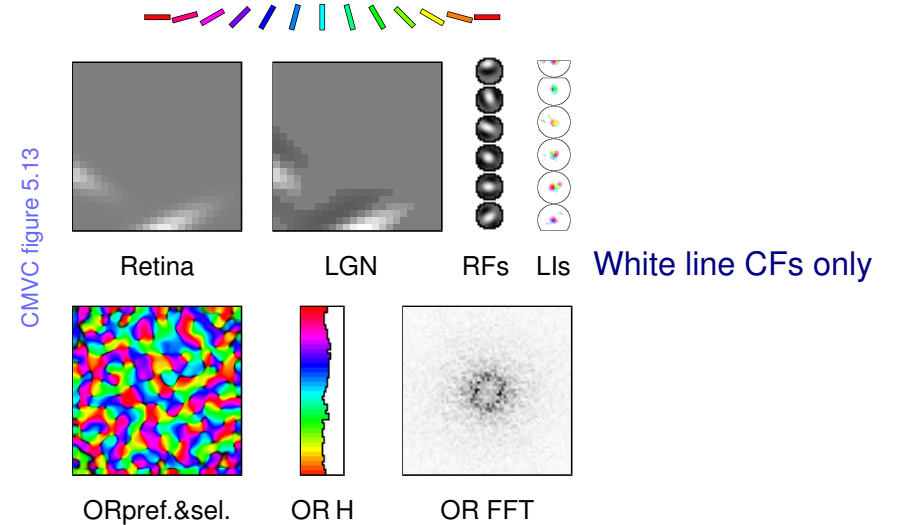 CMVC figure 5.13
Retina LGN RFs LIs White line CFs only
ORpref.&sel. OR H OR FFT